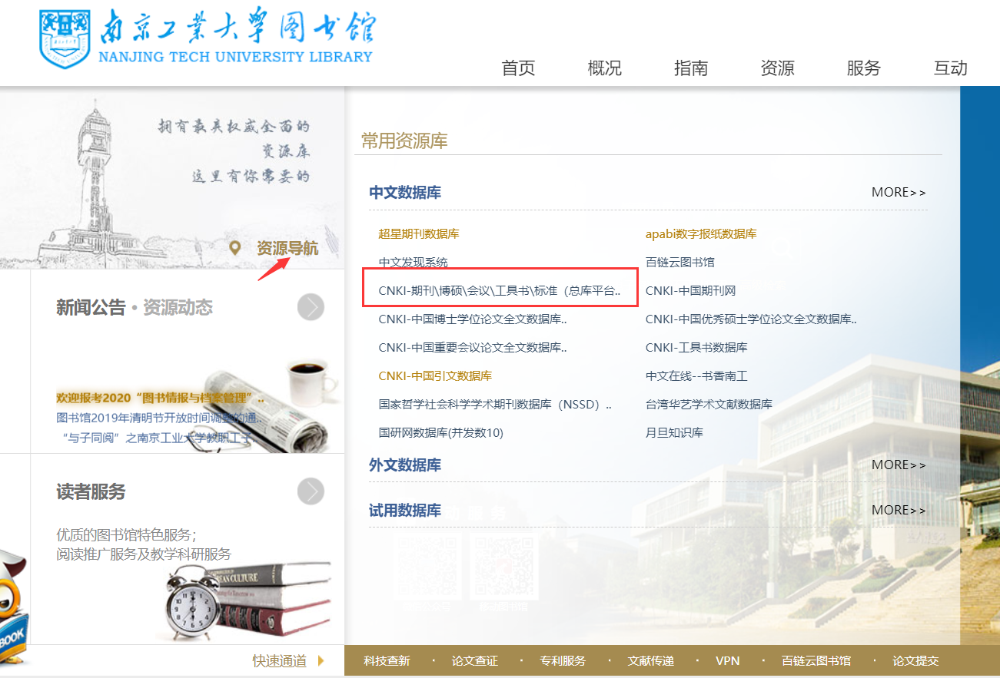 南京工业大学图书馆
NANJING TECH UNIVERSITY LIBRARY
首页 概况 指南 资源 服务 互动
拥有最具权威全面的
资源库
这里有你需要的
资源导航
新闻公告·资源动态
欢迎报考2020“图书情报与档案管理”..
图书馆2019年清明节开放时间调整的通..
“与子同阅”之南京工业大学教职工子..
读者服务
优质的图书馆特色服务；
阅读推广服务及教学科研服务
CULTURE
BOOK
快速通道
常用资源库
中文数据库 MORE>>
超星期刊数据库 apabi数字报纸数据库
中文发现系统 百链云图书馆
CNKI-期刊\博硕\会议\工具书\标准（总库平台.. CNKI-中国期刊网
CNKI-中国博士学位论文全文数据库.. CNKI-中国优秀硕士学位论文全文数据库..
CNKI-中国重要会议论文全文数据库.. CNKI-工具书数据库
CNKI-中国引文数据库 中文在线--书香南工
国家哲学社会科学学术期刊数据库（NSSD）.. 台湾华艺学术文献数据库
国研网数据库(并发数10) 月旦知识库
外文数据库 MORE>>
试用数据库 MORE>>
科技查新 · 论文查证 · 专利服务 · 文献传递 · VPN · 百链云图书馆 · 论文提交